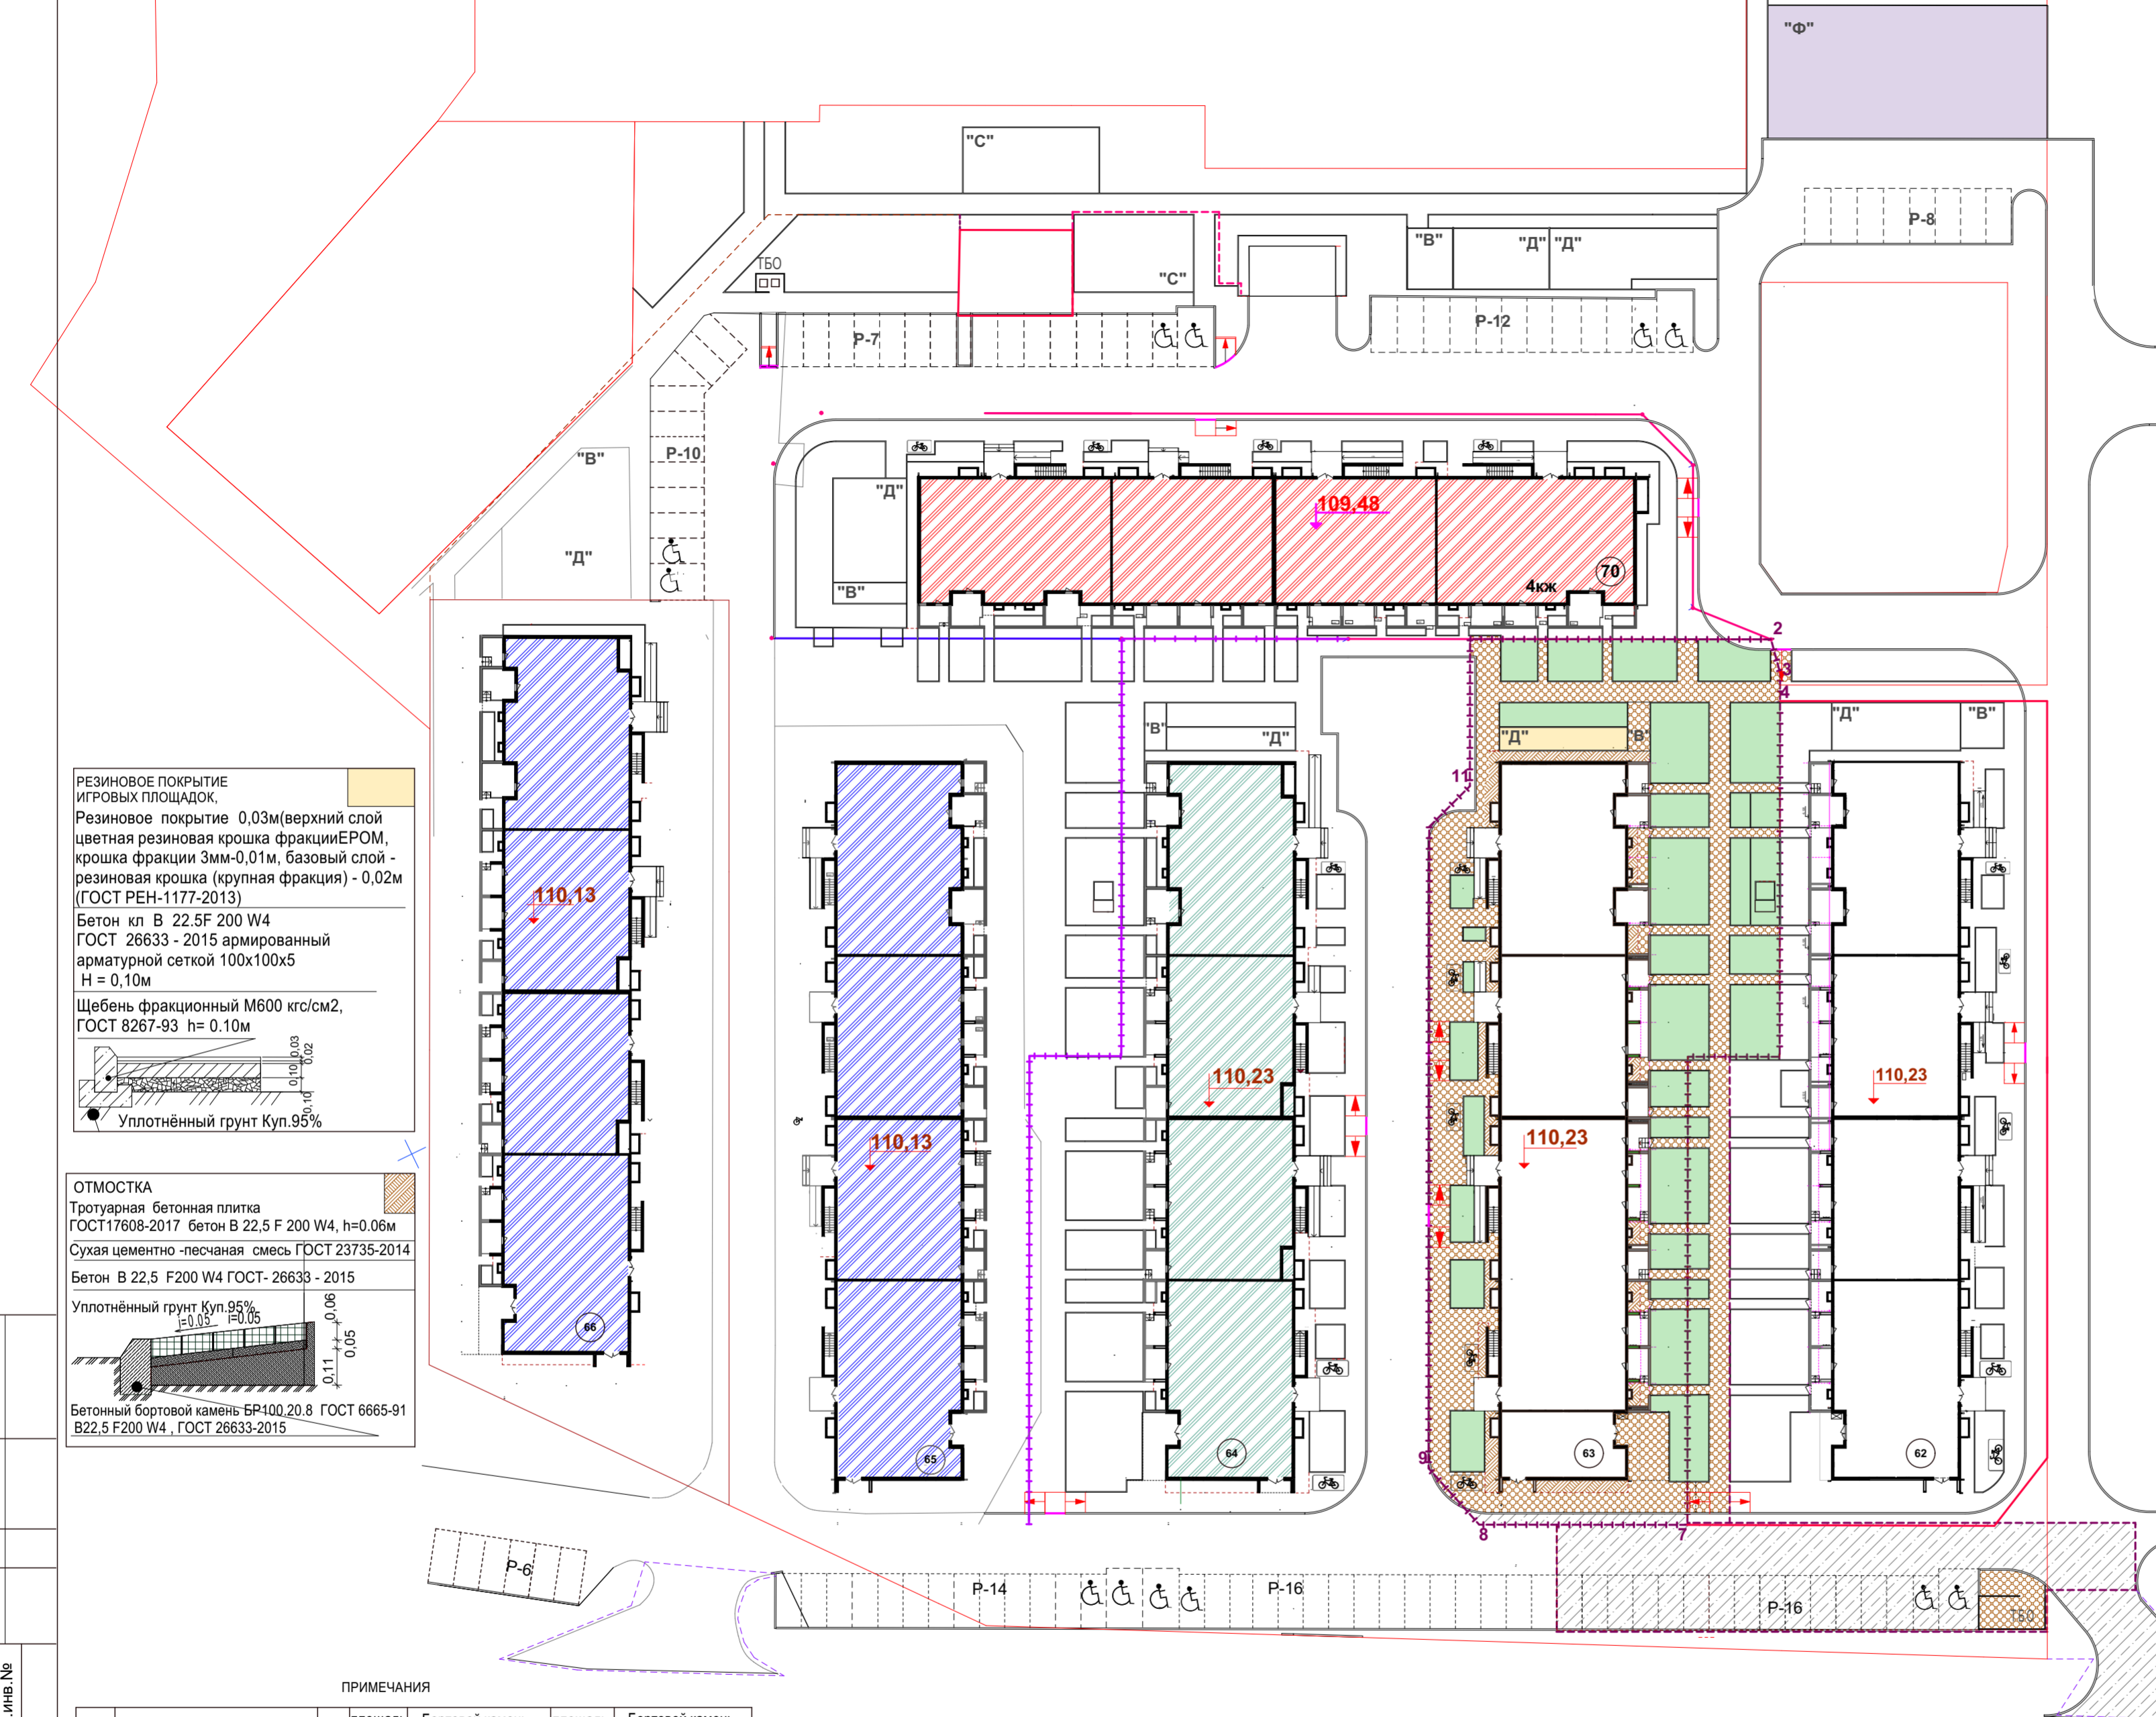 "Ф"
"С"
Р-8
"В"
"Д"
"Д"
ТБО
"С"
Р-7
Р-12
"В"
Р-10
"Д"
109,48
"Д"
"В"
4кж
70
2
3
4
"В"
"Д"
"Д"
"В"
"Д"
"В"
11
РЕЗИНОВОЕ ПОКРЫТИЕ
ИГРОВЫХ ПЛОЩАДОК,
Резиновое покрытие 0,03м(верхний слой
цветная резиновая крошка фракцииЕРОМ,
крошка фракции 3мм-0,01м, базовый слой -
резиновая крошка (крупная фракция) - 0,02м
(ГОСТ РЕН-1177-2013)
Бетон кл В 22.5F 200 W4
ГОСТ 26633 - 2015 армированный
арматурной сеткой 100х100х5
Н = 0,10м
Щебень фракционный М600 кгс/см2,
ГОСТ 8267-93 h= 0.10м
0,03
0,02
0,10
0,10
Уплотнённый грунт Куп.95%
110,13
110,13
110,23
110,23
110,23
ОТМОСТКА
Тротуарная бетонная плитка
ГОСТ17608-2017 бетон В 22,5 F 200 W4, h=0.06м
Сухая цементно -песчаная смесь ГОСТ 23735-2014
Бетон В 22,5 F200 W4 ГОСТ- 26633 - 2015
Уплотнённый грунт Куп.95%
i=0.05
i=0.05
0,06
0,05
0,11
Бетонный бортовой камень БР100.20.8 ГОСТ 6665-91
В22,5 F200 W4 , ГОСТ 26633-2015
66
65
64
63
62
9
8
7
Р-6
Р-14
Р-16
Р-16
ТБО
ПРИМЕЧАНИЯ
.инв.№